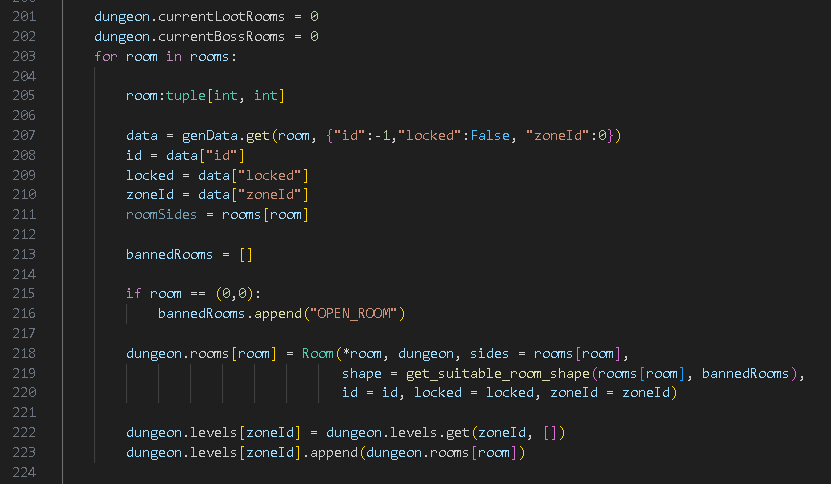 201 dungeon.currentLootRooms = 0
202 dungeon.currentBossRooms = 0
203 for room in rooms:
204
205 room:tuple[int, int]
206
207 data = genData.get(room, {"id":-1,"locked":False, "zoneId":0})
208 id = data["id"]
209 locked = data["locked"]
210 zoneId = data["zoneId"]
211 roomSides = rooms[room]
212
213 bannedRooms = []
214
215 if room == (0,0):
216 bannedRooms.append("OPEN_ROOM")
217
218 dungeon.rooms[room] = Room(*room, dungeon, sides = rooms[room],
219 shape = get_suitable_room_shape(rooms[room], bannedRooms),
220 id = id, locked = locked, zoneId = zoneId)
221
222 dungeon.levels[zoneId] = dungeon.levels.get(zoneId, [])
223 dungeon.levels[zoneId].append(dungeon.rooms[room])
224